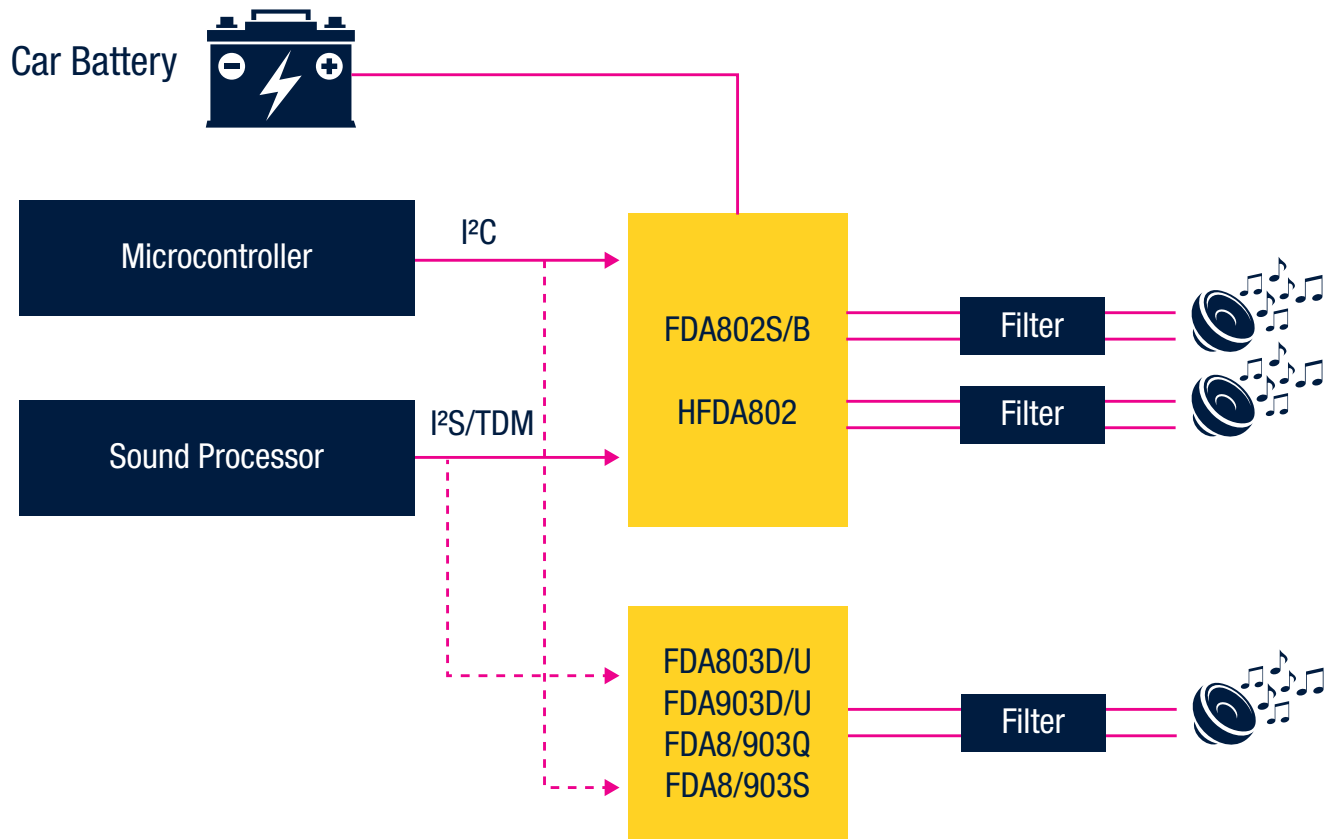 Car Battery
Microcontroller
I²C
Sound Processor
I²S/TDM
FDA802S/B
HFDA802
Filter
Filter
FDA803D/U
FDA903D/U
FDA8/903Q
FDA8/903S
Filter